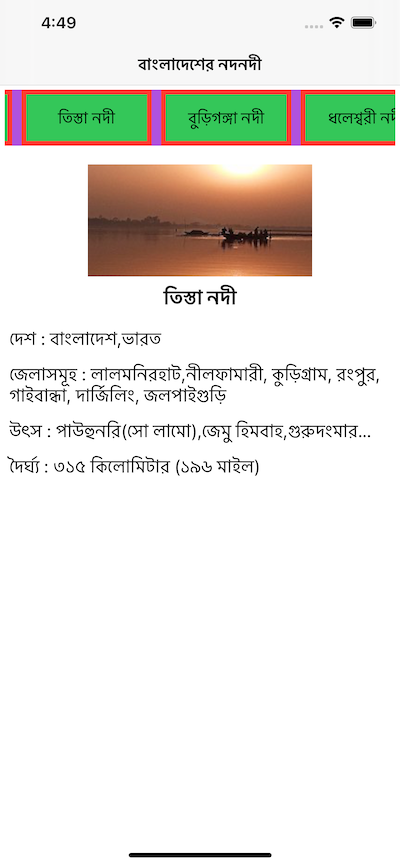 4:49
বাংলাদেশের নদনদী
তিস্তা নদী
বুড়িগঙ্গা নদী
ধলেশ্বরী
তিস্তা নদী
দেশ : বাংলাদেশ,ভারত
জেলাসমূহ : লালমনিরহাট,নীলফামারী, কুড়িগ্রাম, রংপুর,
গাইবান্ধা, দার্জিলিং, জলপাইগুড়ি
উৎস : পাউহুনরি(সো লামো),জেমু হিমবাহ,গুরুদংমার...
দৈর্ঘ্য : ৩১৫ কিলোমিটার (১৯৬ মাইল)